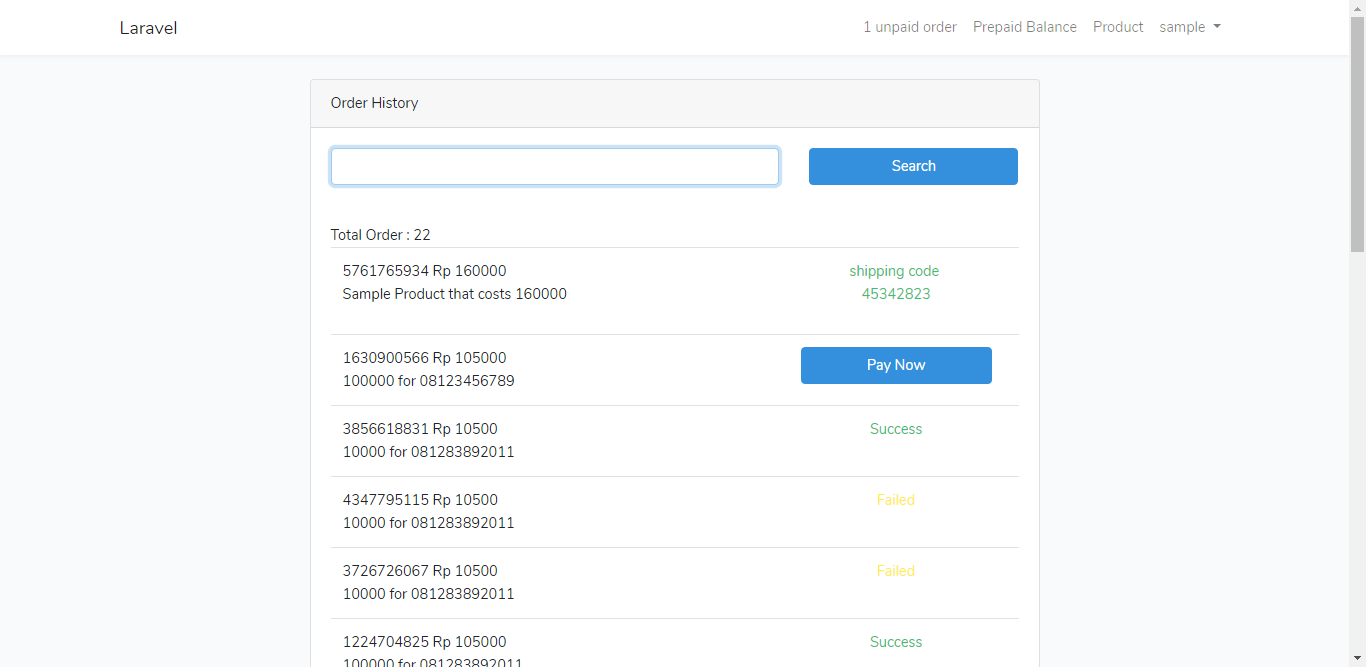 Laravel
1 unpaid order Prepaid Balance Product sample
Order History
Search
Total Order : 22
5761765934 Rp 160000 shipping code
Sample Product that costs 160000 45342823
1630900566 Rp 105000 Pay Now
100000 for 08123456789
3856618831 Rp 10500 Success
10000 for 081283892011
4347795115 Rp 10500 Failed
10000 for 081283892011
3726726067 Rp 10500 Failed
10000 for 081283892011
1224704825 Rp 105000 Success
100000 for 081283892011